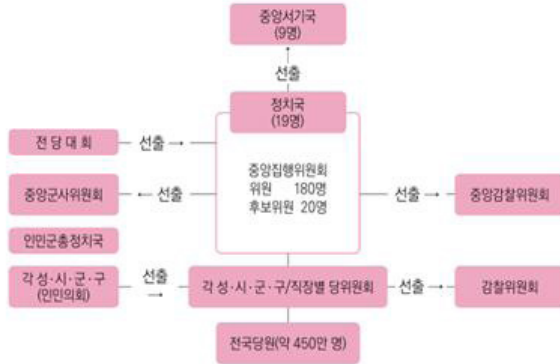 중앙서기국
(9명)
선출
정치국
(19명)
전 당 대 회
선출 →
중앙집행위원회
위원 180명
후보위원 20명
중앙군사위원회
← 선출
선출 →
중앙감찰위원회
인민군총정치국
각 성·시·군·구
(인민의회)
선출
→
각 성·시·군·구/직장별 당위원회
선출 →
감찰위원회
전국당원(약 450만 명)